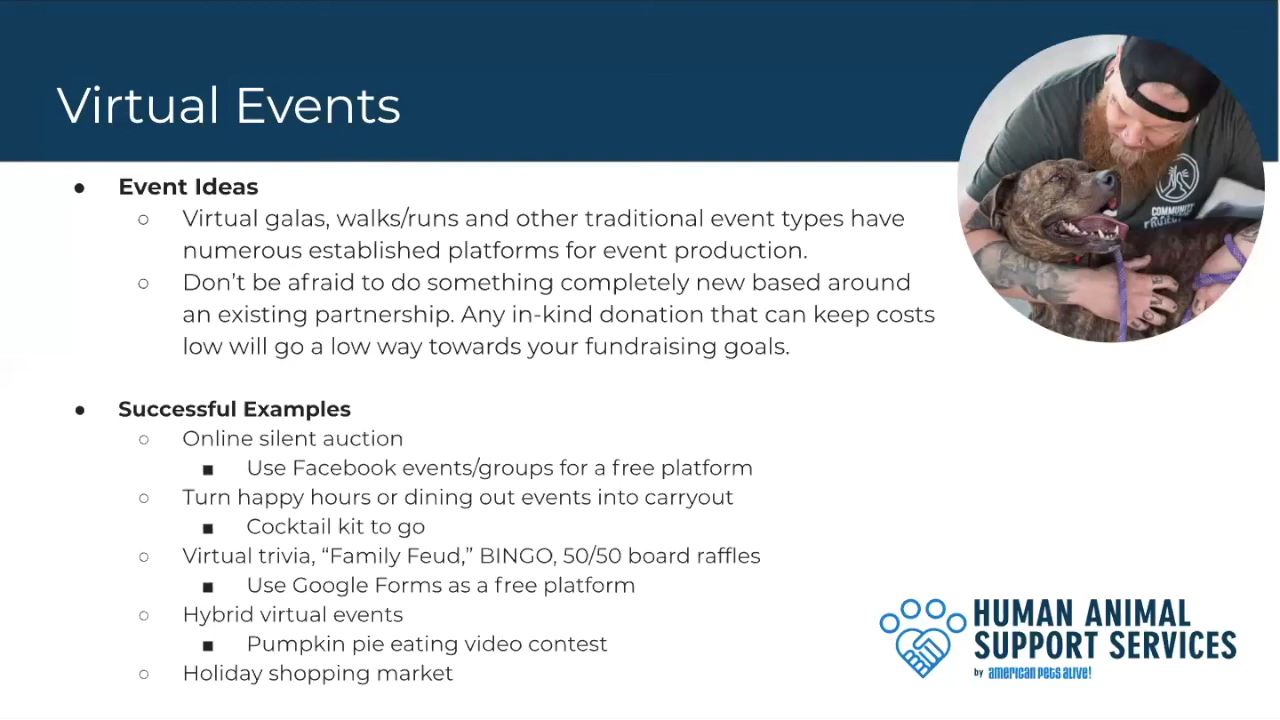 Virtual Events
● Event Ideas
○ Virtual galas, walks/runs and other traditional event types have
numerous established platforms for event production.
○ Don’t be afraid to do something completely new based around
an existing partnership. Any in-kind donation that can keep costs
low will go a low way towards your fundraising goals.
● Successful Examples
○ Online silent auction
■ Use Facebook events/groups for a free platform
○ Turn happy hours or dining out events into carryout
■ Cocktail kit to go
○ Virtual trivia, “Family Feud,” BINGO, 50/50 board raffles
■ Use Google Forms as a free platform
○ Hybrid virtual events
■ Pumpkin pie eating video contest
○ Holiday shopping market
HUMAN ANIMAL
SUPPORT SERVICES
by american pets alive!